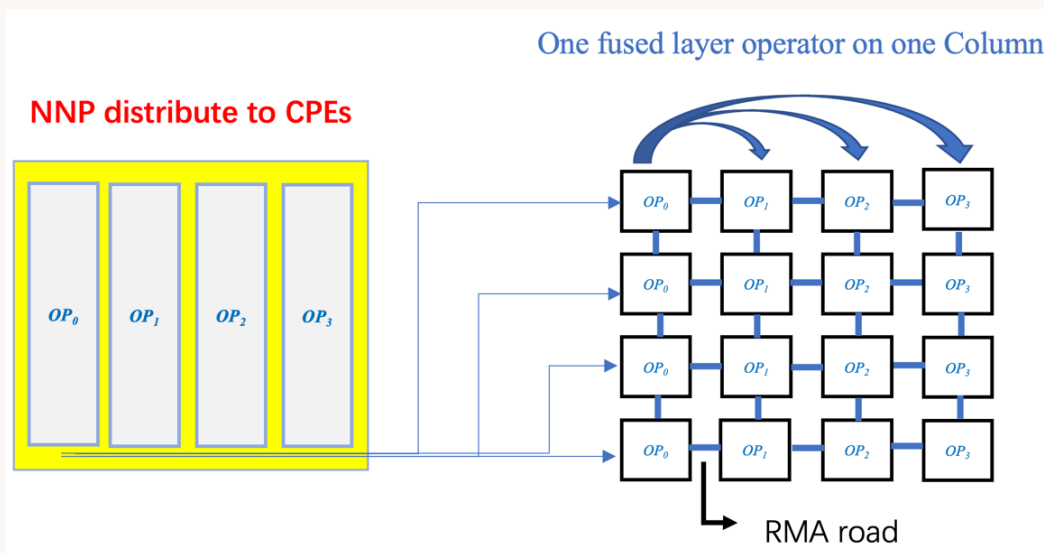 One fused layer operator on one Column
NNP distribute to CPEs
OP₀ OP₁ OP₂ OP₃
OP₀ OP₁ OP₂ OP₃
OP₀ OP₁ OP₂ OP₃
OP₀ OP₁ OP₂ OP₃
OP₀ OP₁ OP₂ OP₃
RMA road